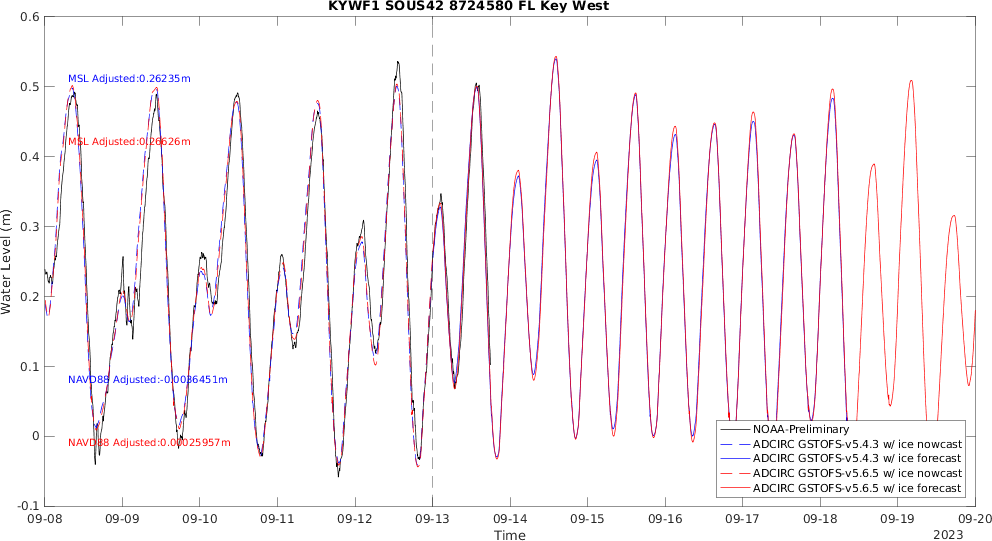 KYWF1 SOUS42 8724580 FL Key West
0.6
0.5
0.4
0.3
0.2
0.1
0
-0.1
Water Level (m)
MSL Adjusted:0.26235m
MSL Adjusted:0.26626m
NAVD88 Adjusted:-0.0036451m
NAVD88 Adjusted:0.00025957m
NOAA-Preliminary
ADCIRC GSTOFS-v5.4.3 w/ ice nowcast
ADCIRC GSTOFS-v5.4.3 w/ ice forecast
ADCIRC GSTOFS-v5.6.5 w/ ice nowcast
ADCIRC GSTOFS-v5.6.5 w/ ice forecast
09-08 09-09 09-10 09-11 09-12 09-13 09-14 09-15 09-16 09-17 09-18 09-19 09-20
Time
2023